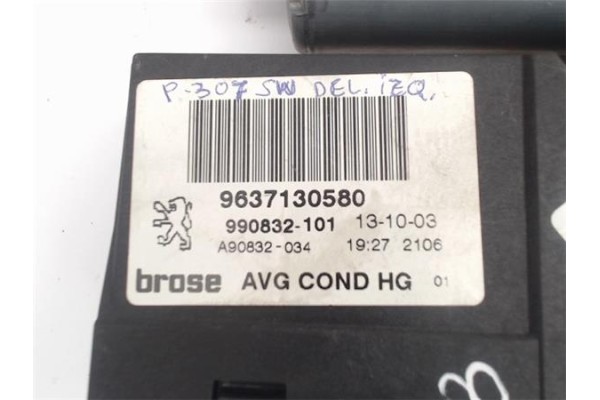 P-307 SW DEL. IZQ.
9637130580
990832-101 13-10-03
A90832-034 19:27 2106
brose AVG COND HG 01